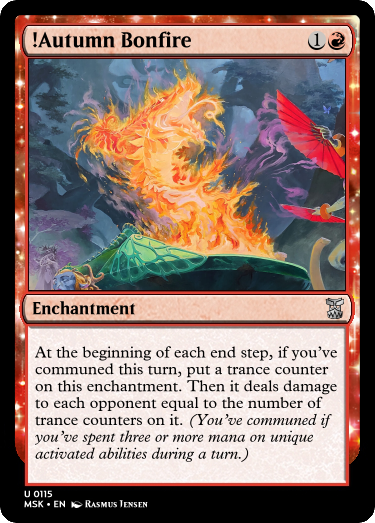 !Autumn Bonfire 1
Enchantment
At the beginning of each end step, if you've
communed this turn, put a trance counter
on this enchantment. Then it deals damage
to each opponent equal to the number of
trance counters on it. (You've communed if
you've spent three or more mana on unique
activated abilities during a turn.)
U 0115
MSK • EN Rasmus Jensen